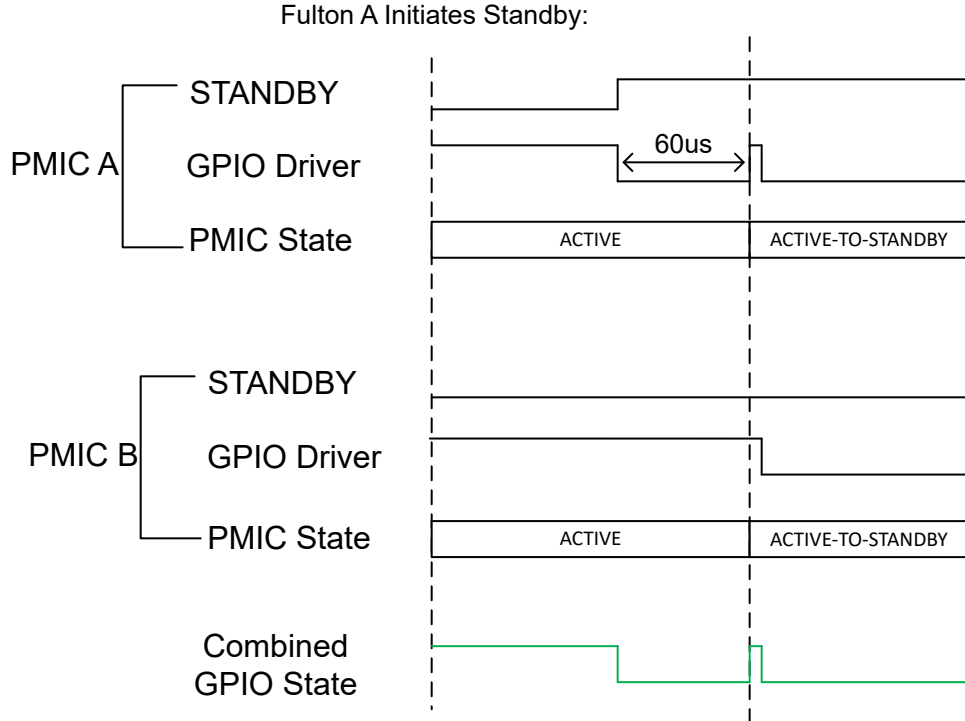 Fulton A Initiates Standby:
STANDBY
PMIC A
GPIO Driver
60us
PMIC State
ACTIVE
ACTIVE-TO-STANDBY
STANDBY
PMIC B
GPIO Driver
PMIC State
ACTIVE
ACTIVE-TO-STANDBY
Combined
GPIO State